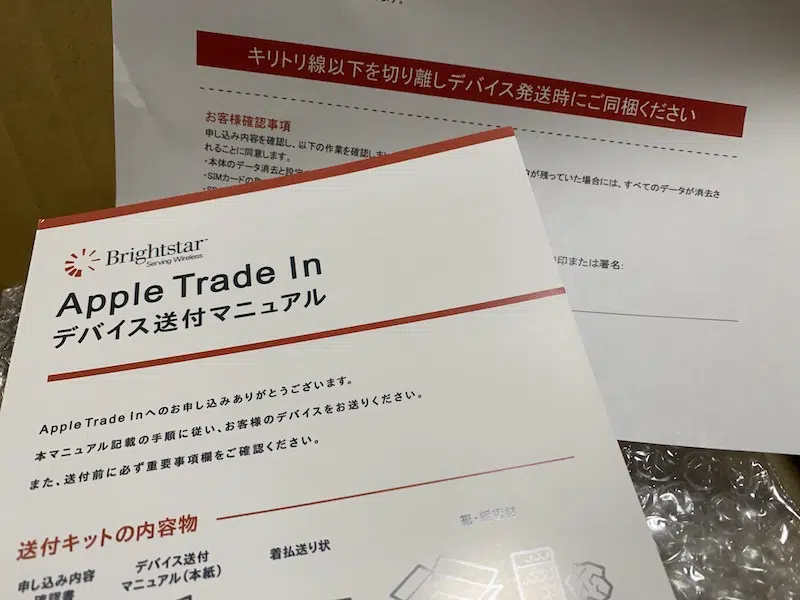 キリトリ線以下を切り離しデバイス発送時にご同梱ください
お客様確認事項
申し込み内容を確認し、以下の作業を確認しま
れることに同意します。
・本体のデータ消去と設定
・SIMカードの
が残っていた場合には、すべてのデータが消去さ
印または署名:
Brightstar™
Serving Wireless
Apple Trade In
デバイス送付マニュアル
Apple Trade Inへのお申し込みありがとうございます。
本マニュアル記載の手順に従い、お客様のデバイスをお送りください。
また、送付前に必ず重要事項欄をご確認ください。
送付キットの内容物
申し込み内容
確認書
デバイス送付
マニュアル(本紙)
着払送り状
箱・梱包材